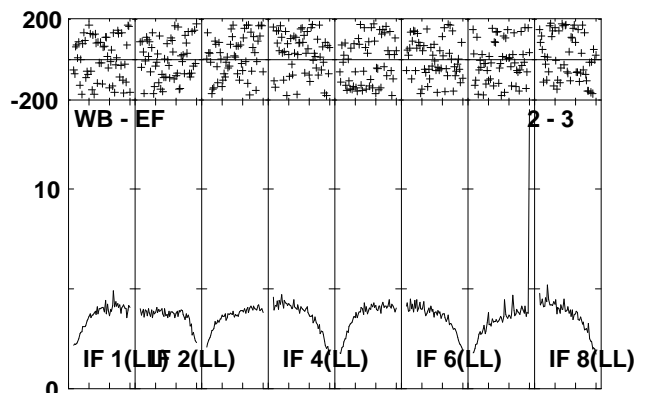 200
-200
WB - EF 2 - 3
10
IF 1(LL) IF 2(LL) IF 4(LL) IF 6(LL) IF 8(LL)
0